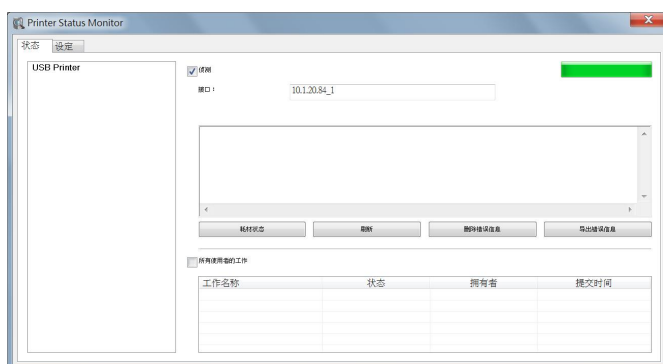 Printer Status Monitor
状态 设定
USB Printer
侦测
接口： 10.1.20.84_1
耗材状态 刷新 删除错误信息 导出错误信息
所有使用者的工作
工作名称 状态 拥有者 提交时间